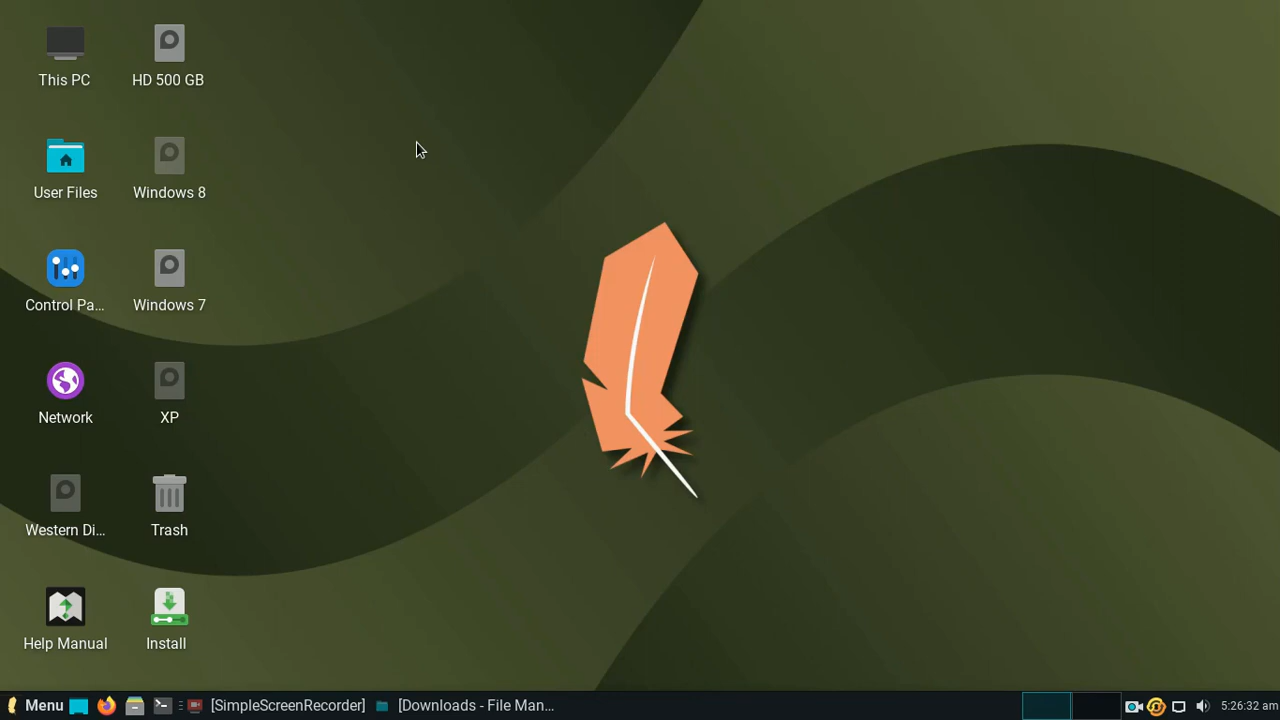 This PC
HD 500 GB
User Files
Windows 8
Control Pa...
Windows 7
Network
XP
Western Di...
Trash
Help Manual
Install
Menu
[SimpleScreenRecorder]
[Downloads - File Man...
5:26:32 am